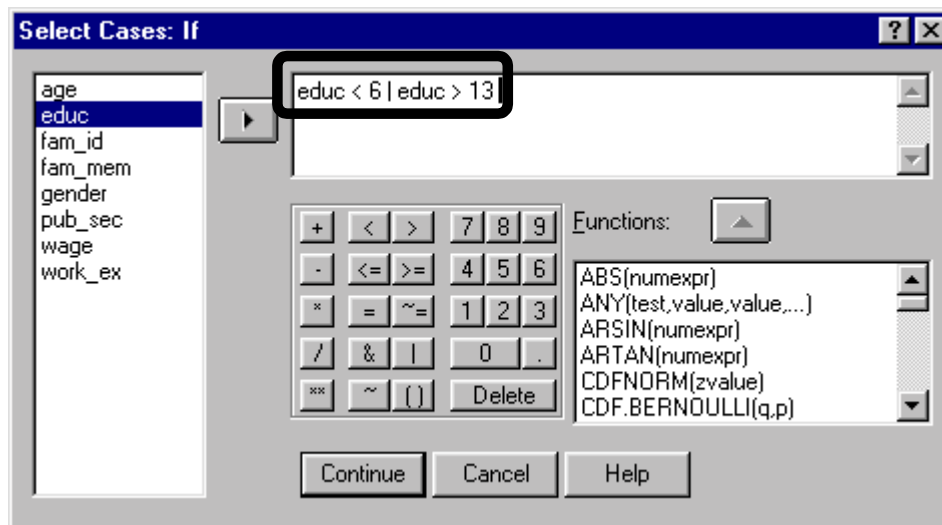 Select Cases: If
? ×
age
educ
fam_id
fam_mem
gender
pub_sec
wage
work_ex
educ < 6 | educ > 13
+ < > 7 8 9
- <= >= 4 5 6
* = ~= 1 2 3
/ & | 0 .
** ~ () Delete
Functions:
ABS(numexpr)
ANY(test,value,value,...)
ARSIN(numexpr)
ARTAN(numexpr)
CDFNORM(zvalue)
CDF.BERNOULLI(q,p)
Continue Cancel Help